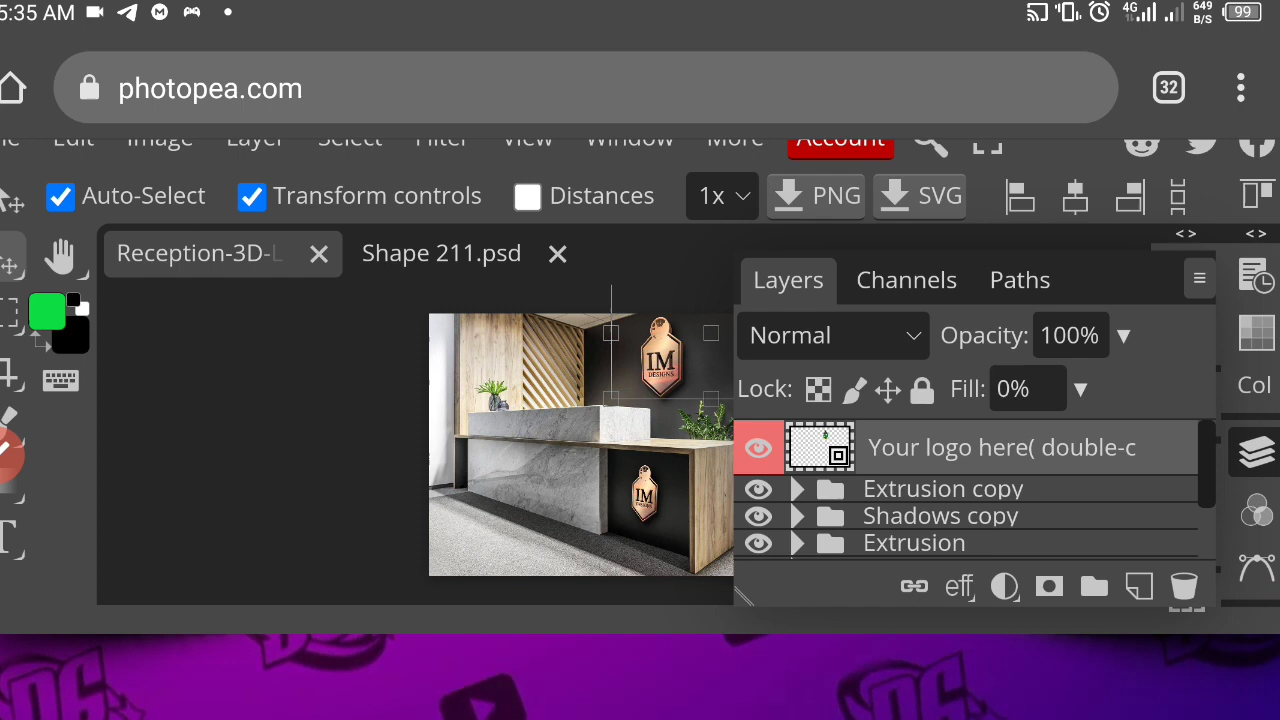 5:35 AM 4G 649 B/S 99
photopea.com 32
Edit Image Layer Select Filter View Window More Account
Auto-Select Transform controls Distances 1x PNG SVG
Reception-3D-L Shape 211.psd
< > < >
Layers Channels Paths
Normal Opacity: 100%
Lock: Fill: 0%
Col
Your logo here( double-c
Extrusion copy
Shadows copy
Extrusion
eff
IM
DESIGNS
IM
DESIGNS
T